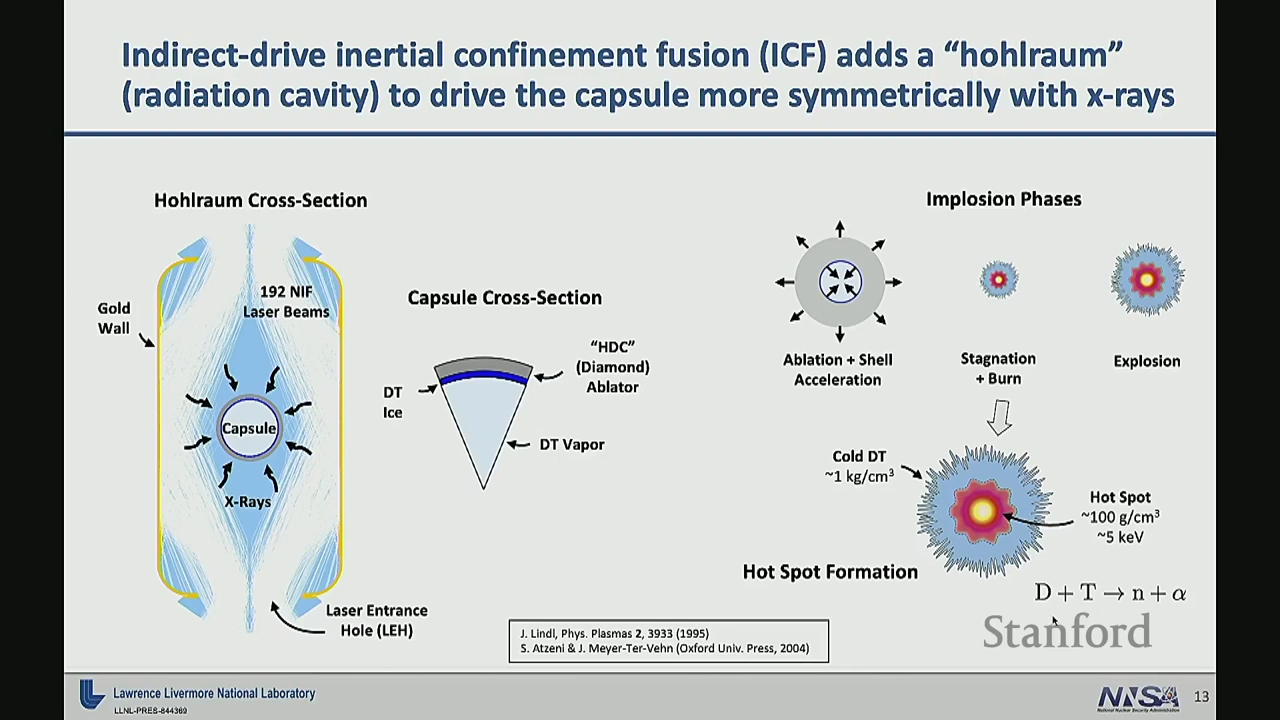 Indirect-drive inertial confinement fusion (ICF) adds a “hohlraum”
(radiation cavity) to drive the capsule more symmetrically with x-rays
Hohlraum Cross-Section
192 NIF
Laser Beams
Gold
Wall
Capsule
X-Rays
Laser Entrance
Hole (LEH)
Capsule Cross-Section
“HDC”
(Diamond)
Ablator
DT
Ice
DT Vapor
Implosion Phases
Ablation + Shell
Acceleration
Stagnation
+ Burn
Explosion
Cold DT
~1 kg/cm³
Hot Spot
~100 g/cm³
~5 keV
Hot Spot Formation
D + T → n + α
Stanford
J. Lindl, Phys. Plasmas 2, 3933 (1995)
S. Atzeni & J. Meyer-Ter-Vehn (Oxford Univ. Press, 2004)
Lawrence Livermore National Laboratory
LLNL-PRES-844369
NNSA
National Nuclear Security Administration
13